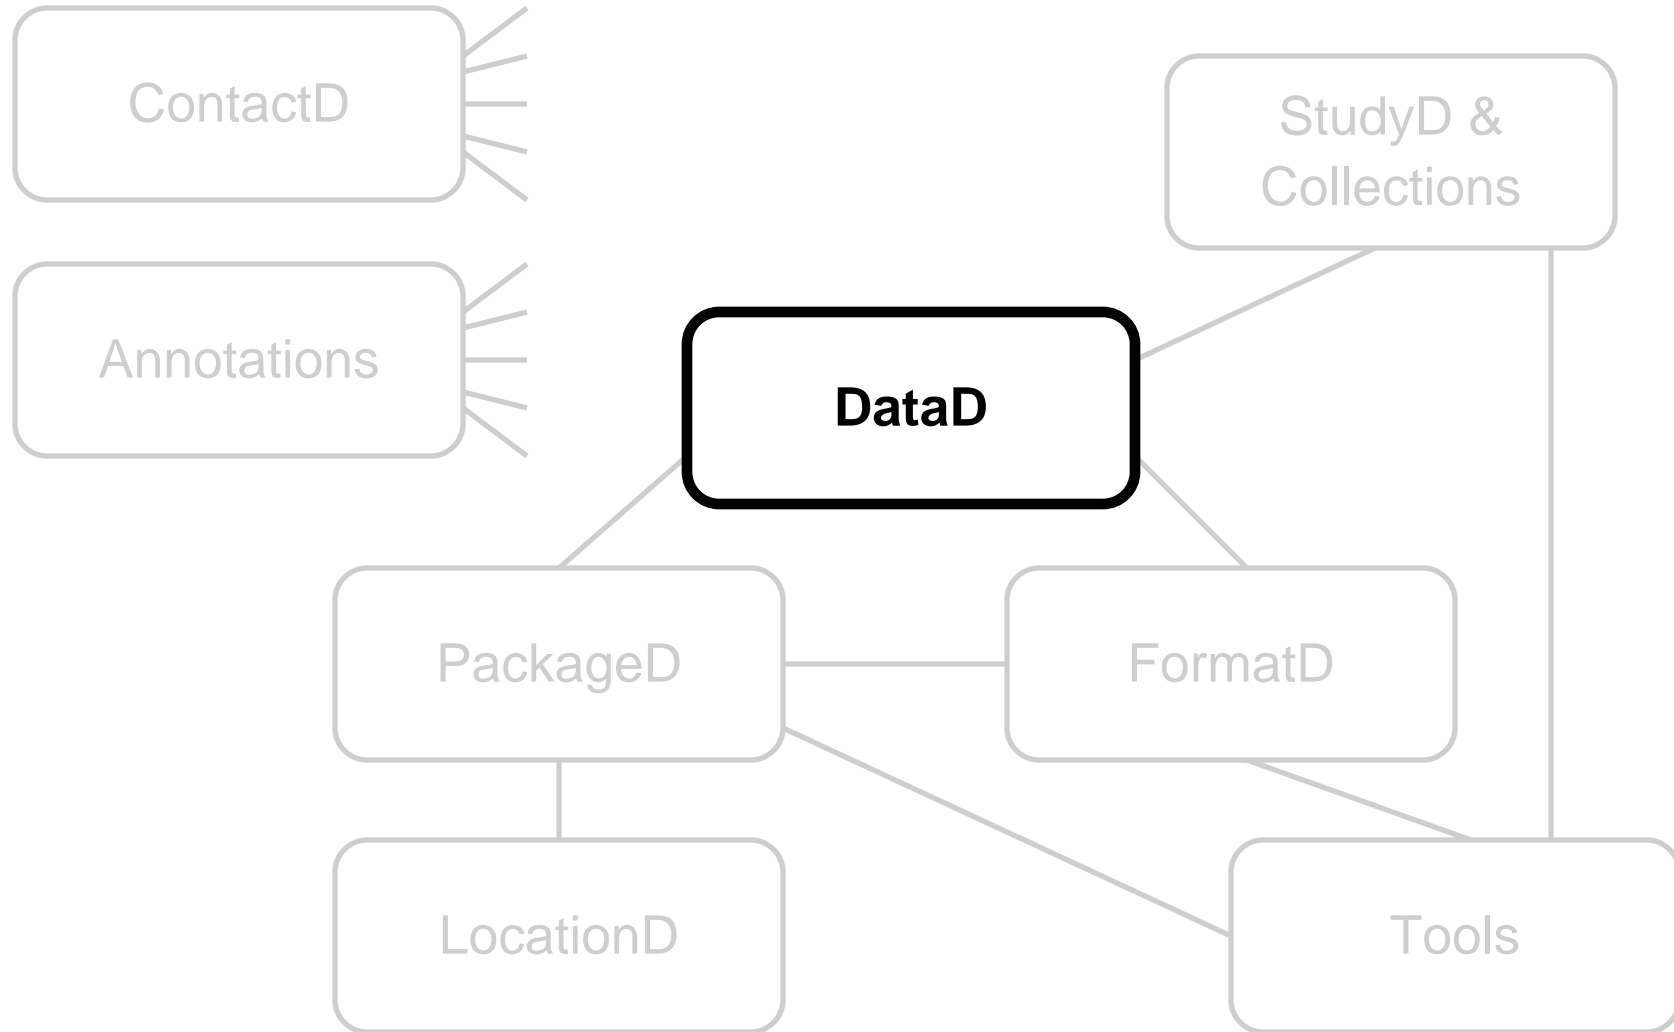 ContactD
StudyD &
Collections
Annotations
DataD
PackageD
FormatD
LocationD
Tools